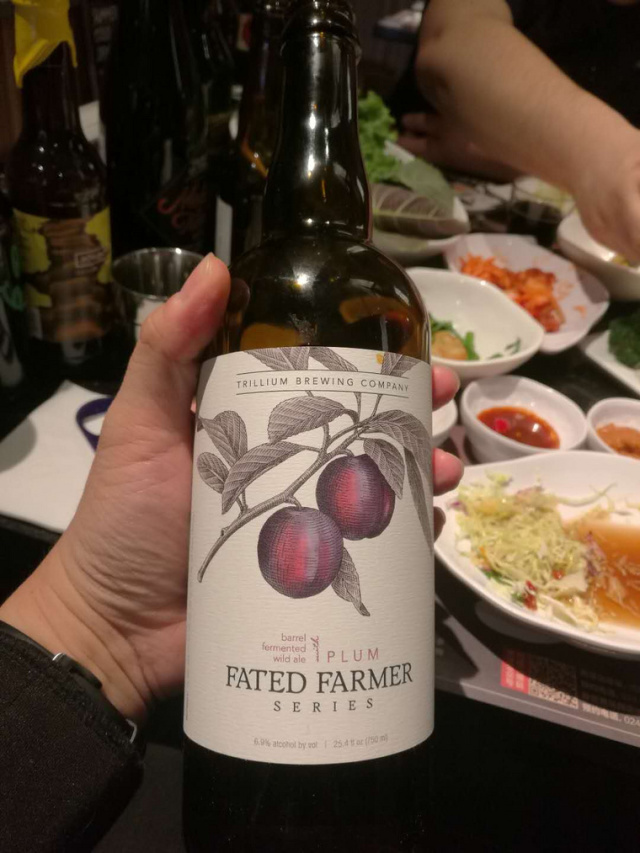 TRILLIUM BREWING COMPANY
barrel
fermented
wild ale
with
PLUM
FATED FARMER
SERIES
6.9% alcohol by vol. | 25.4 fl oz (750 ml)